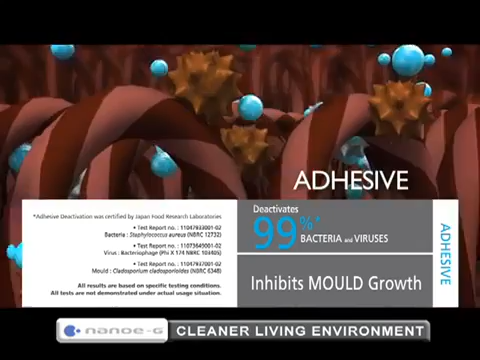 ADHESIVE
*Adhesive Deactivation was certified by Japan Food Research Laboratories
• Test Report no. : 11047933001-02
Bacteria : Staphylococcus aureus (NBRC 12732)
• Test Report no. : 11073649001-02
Virus : Bacteriophage (Phi X 174 NBRC 103405)
• Test Report no. : 11047937001-02
Mould : Cladosporium cladosporioides (NBRC 6348)
All results are based on specific testing conditions.
All tests are not demonstrated under actual usage situation.
Deactivates
99%*
BACTERIA and VIRUSES
Inhibits MOULD Growth
ADHESIVE
nanoe-G
CLEANER LIVING ENVIRONMENT